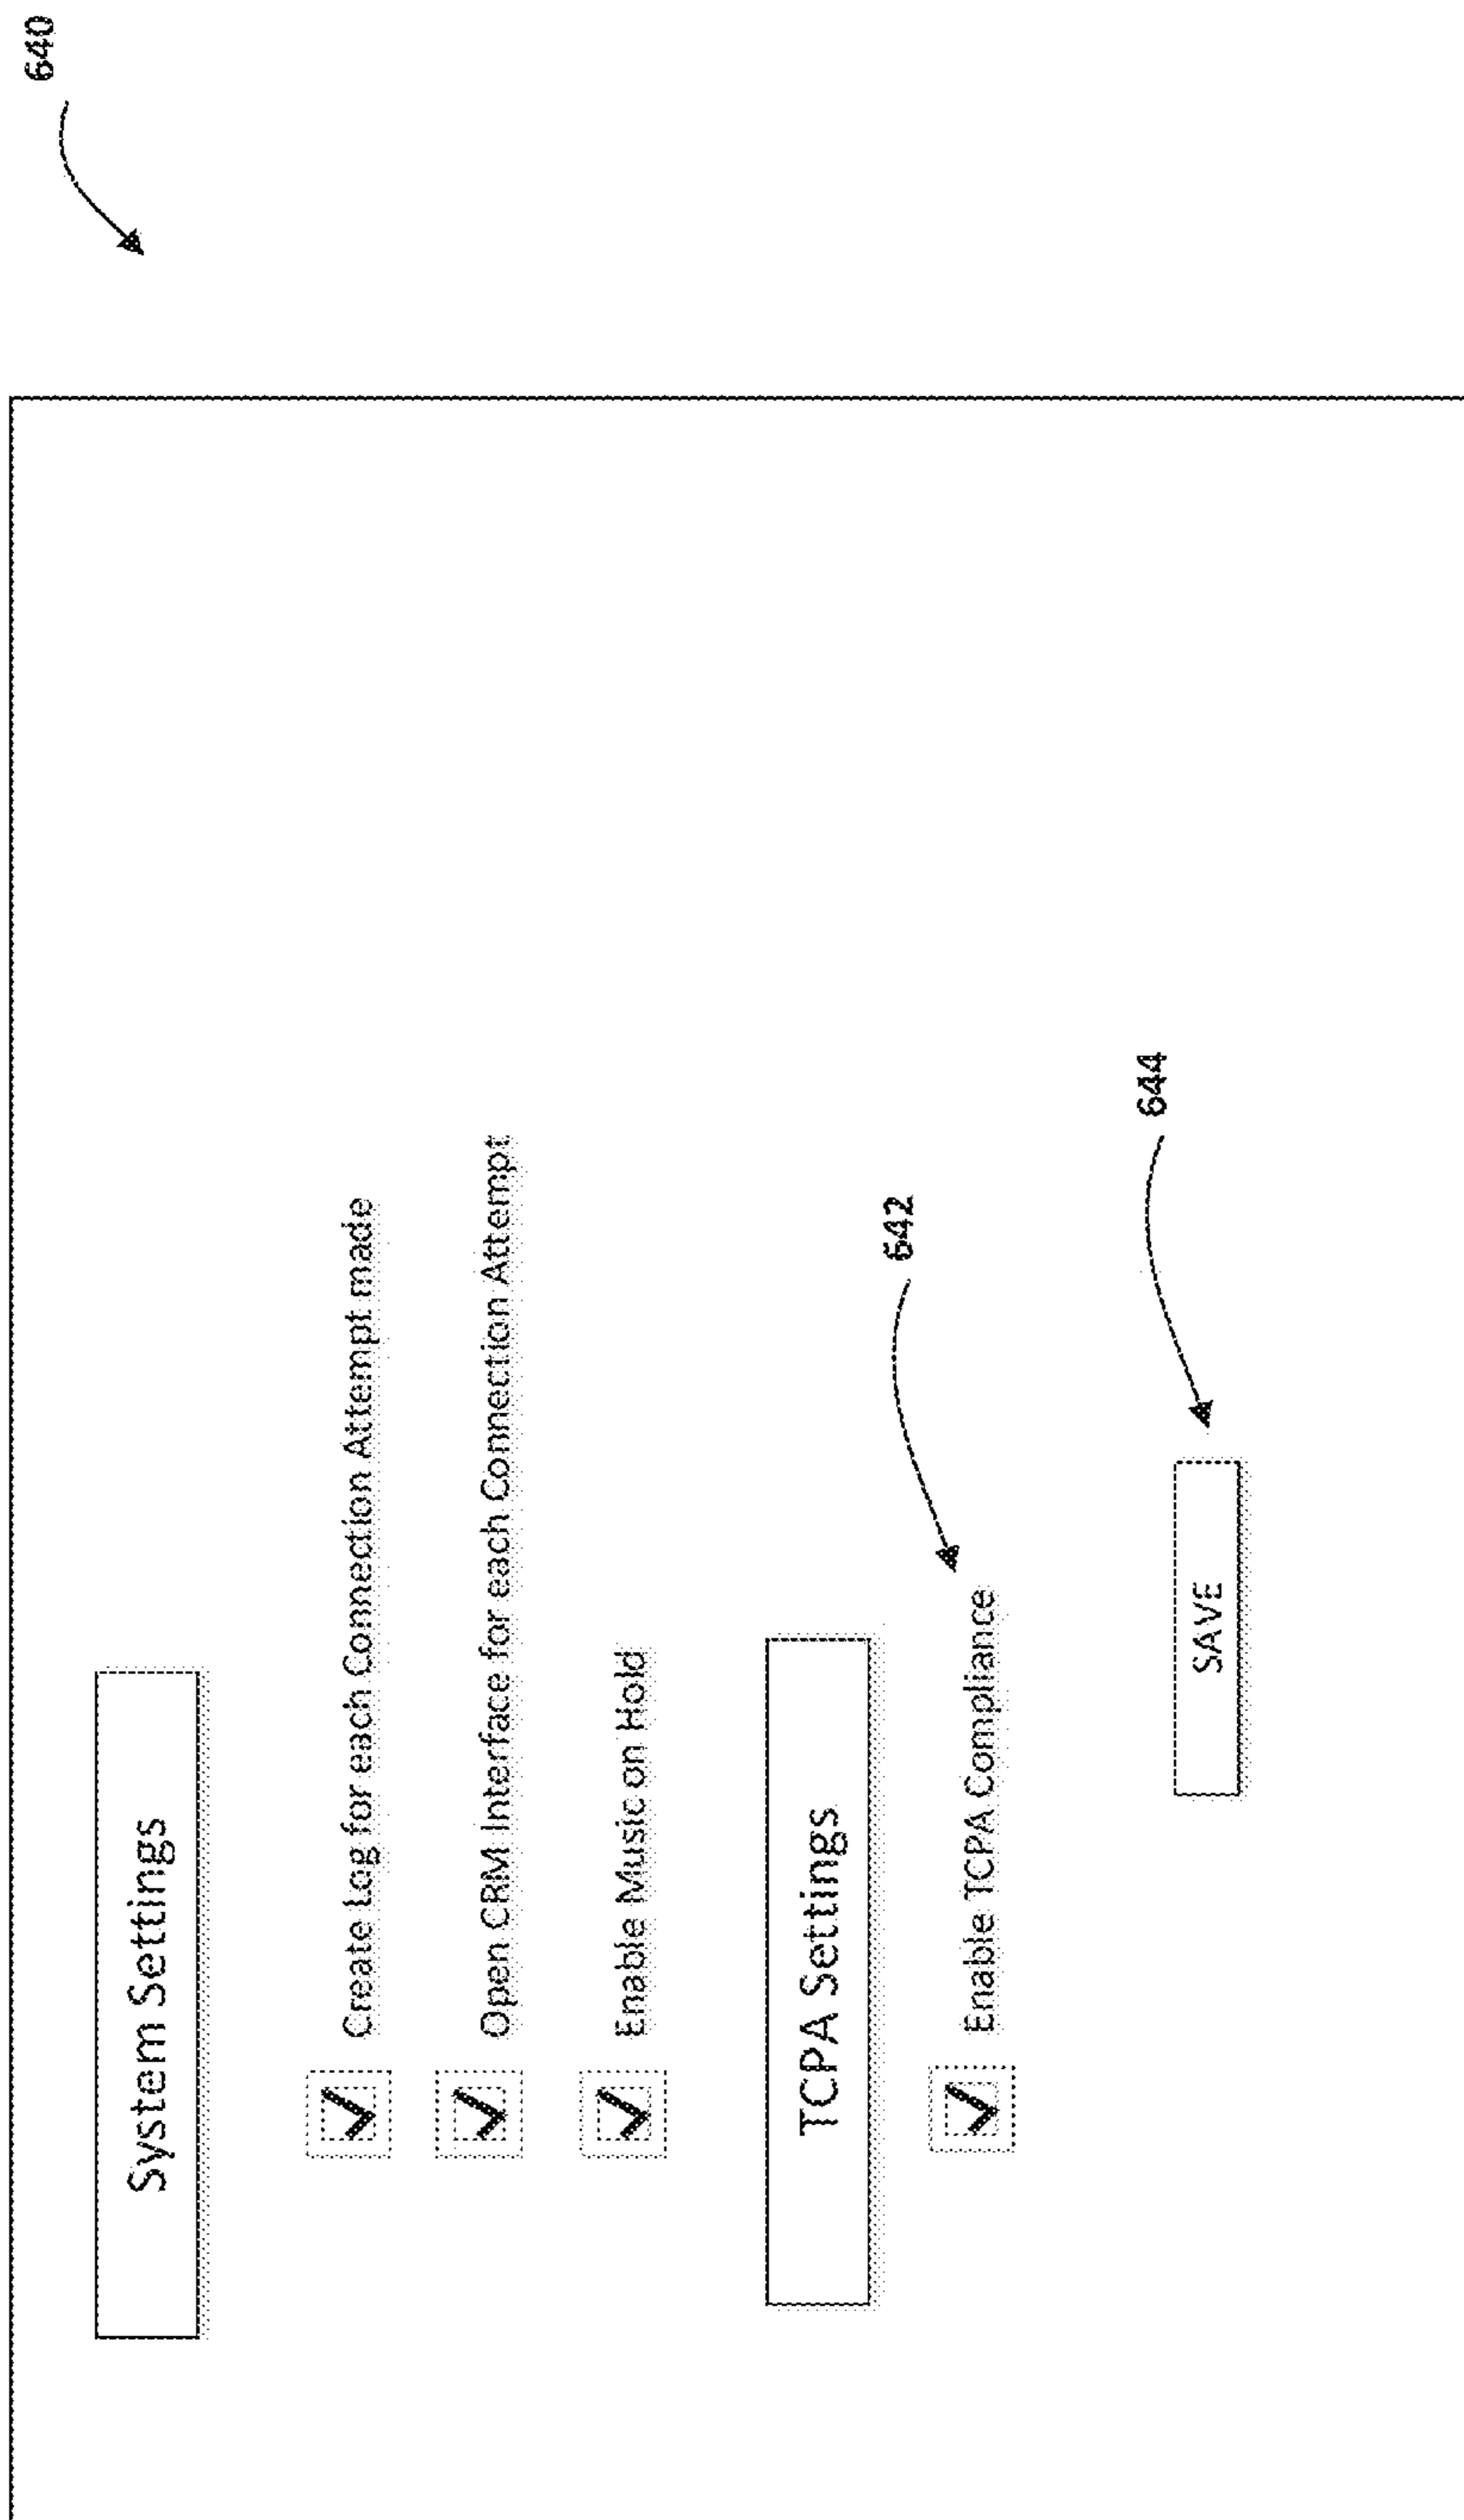 640
System Settings
Create Log for each Connection Attempt made
Open CRM Interface for each Connection Attempt
Enable Music on Hold
TCPA Settings
642
Enable TCPA Compliance
644
SAVE